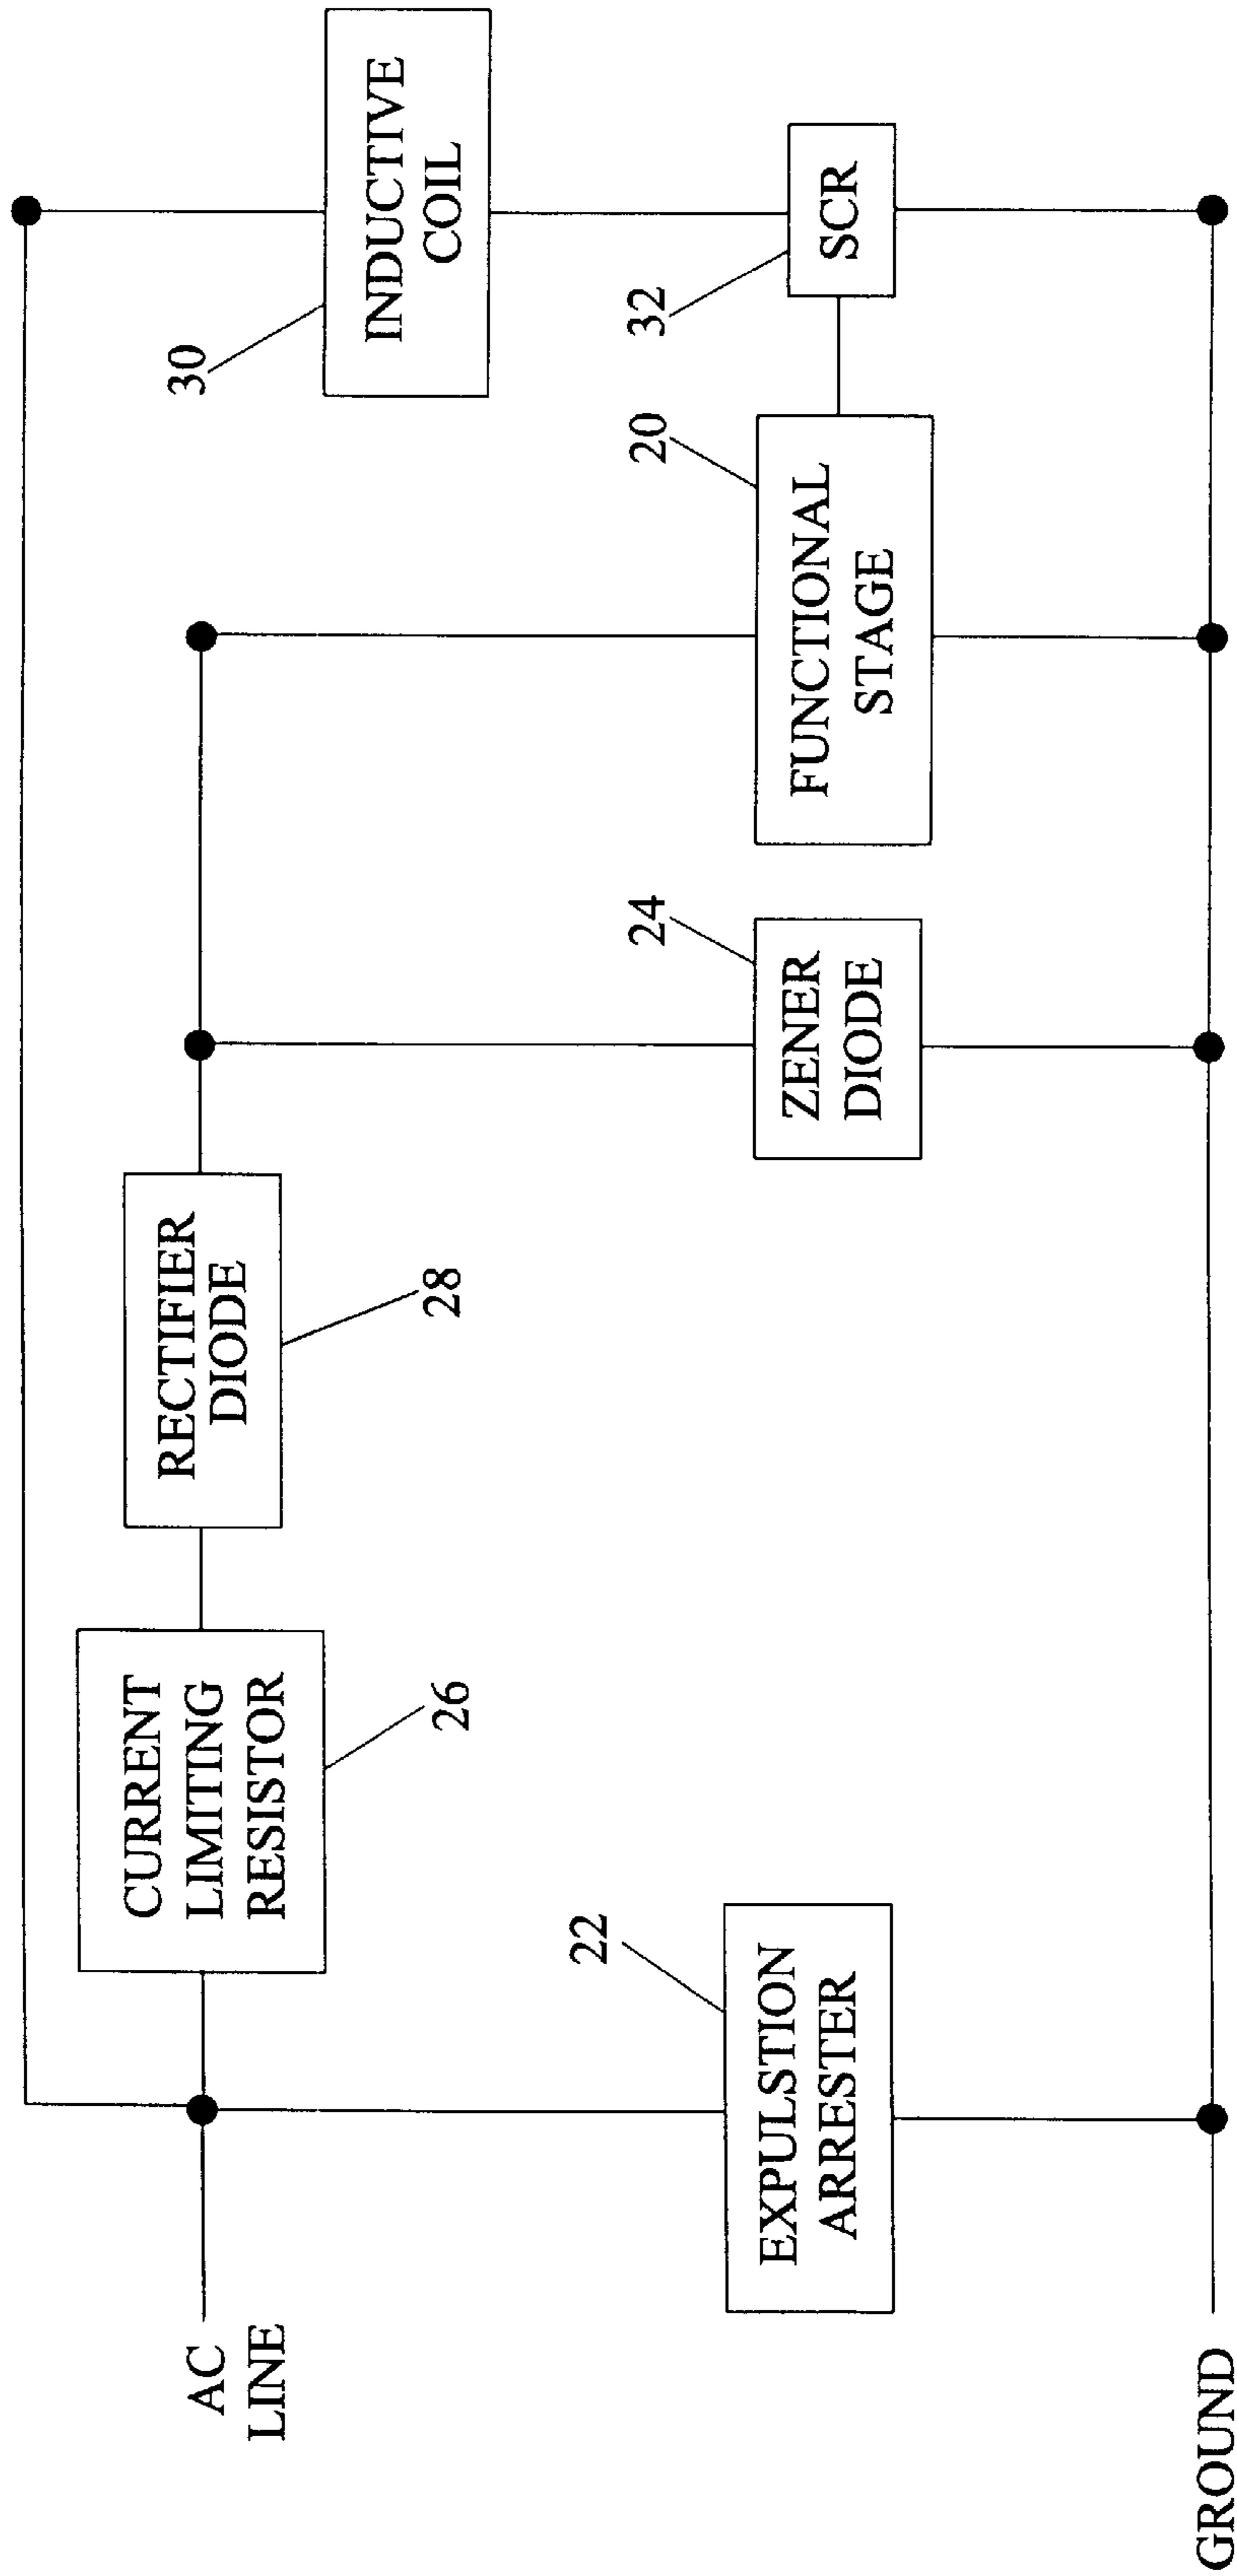 AC
LINE
CURRENT
LIMITING
RESISTOR
26
RECTIFIER
DIODE
28
30
INDUCTIVE
COIL
22
EXPULSTION
ARRESTER
24
ZENER
DIODE
20
FUNCTIONAL
STAGE
32
SCR
GROUND